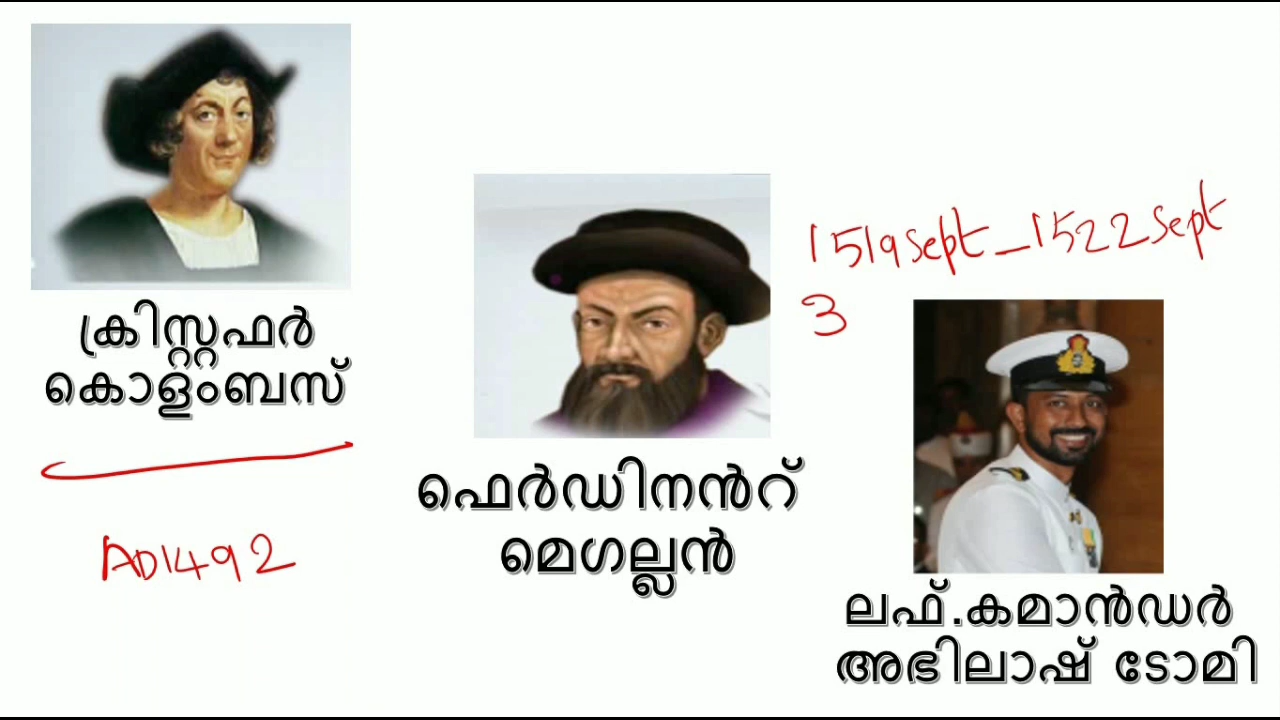 ക്രിസ്റ്റഫർ
കൊളംബസ്
AD1492
ഫെർഡിനൻറ്
മെഗല്ലൻ
1519 Sept - 1522 Sept
3
ലഫ്.കമാൻഡർ
അഭിലാഷ് ടോമി